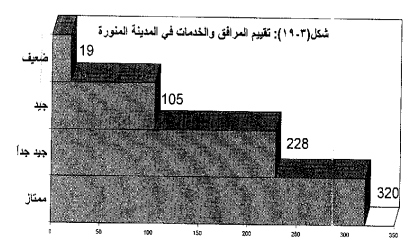 شكل(٣-١٩): تقييم المرافق والخدمات في المدينة المنورة
ضعيف
19
جيد
105
جيد جداً
228
ممتاز
320
0 50 100 150 200 250 300 350